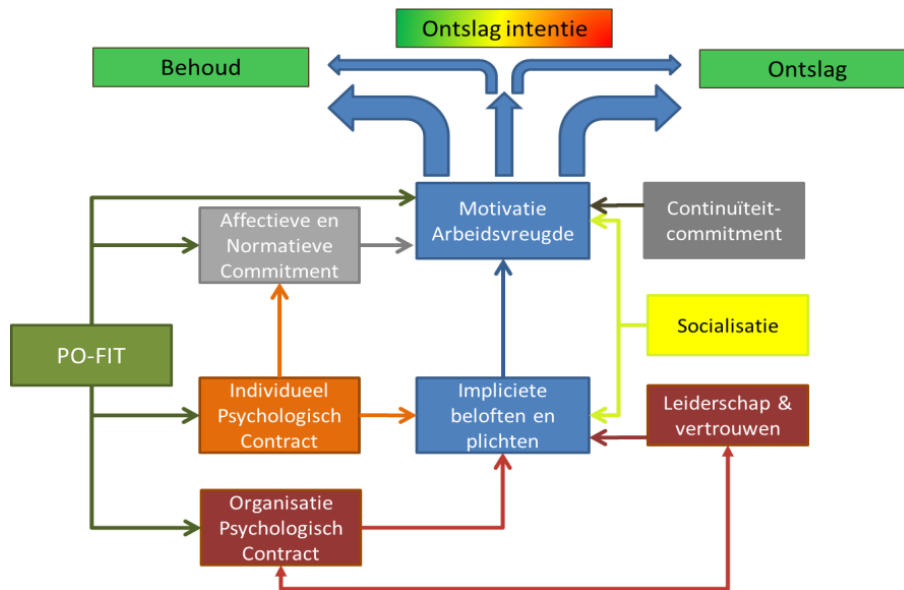 Ontslag intentie
Behoud
Ontslag
Motivatie
Arbeidsvreugde
Continuïteit-
commitment
Affectieve en
Normatieve
Commitment
Socialisatie
PO-FIT
Individueel
Psychologisch
Contract
Impliciete
beloften en
plichten
Leiderschap &
vertrouwen
Organisatie
Psychologisch
Contract